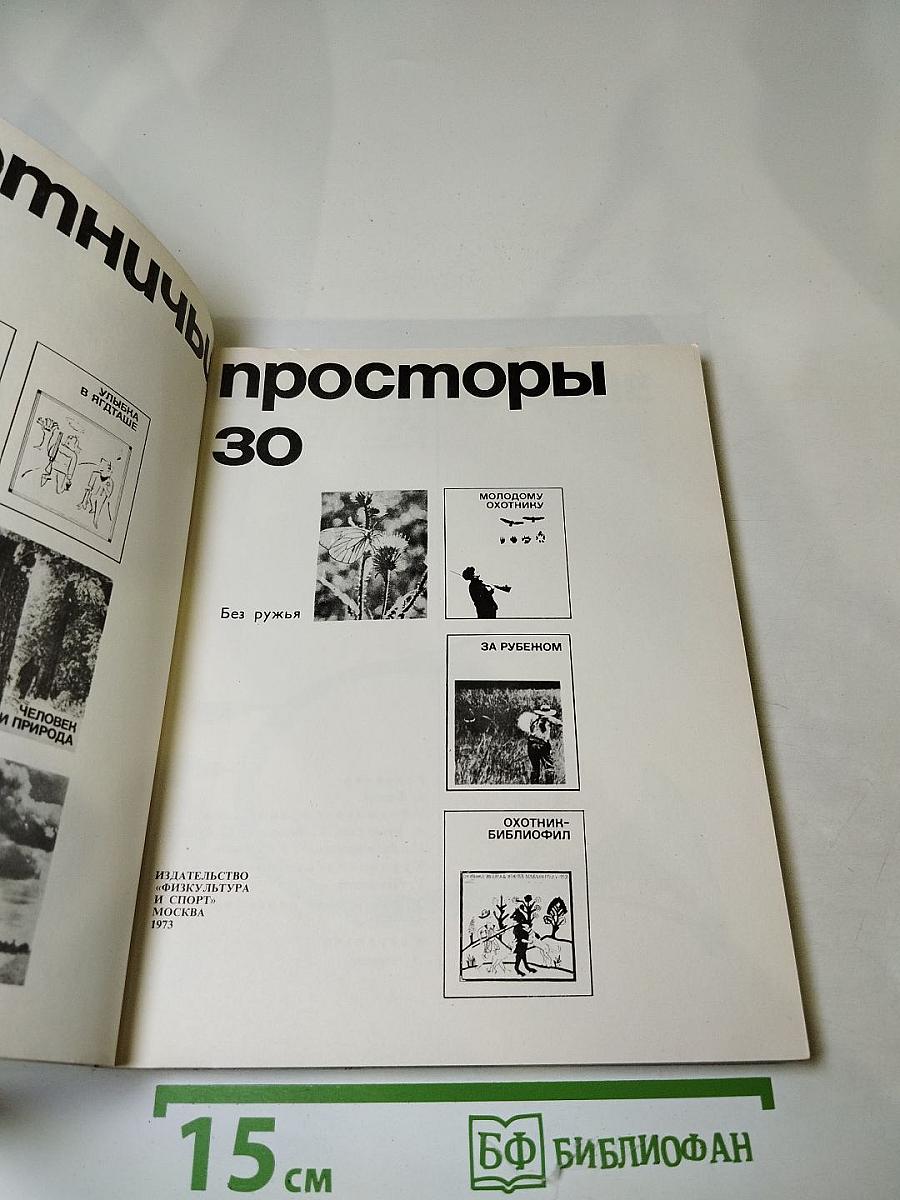 отничьи
просторы
30
УЛЫБКА
В ЯГДТАШЕ
ЧЕЛОВЕК
И ПРИРОДА
Без ружья
МОЛОДОМУ
ОХОТНИКУ
ЗА РУБЕЖОМ
ОХОТНИК-
БИБЛИОФИЛ
ИЗДАТЕЛЬСТВО
«ФИЗКУЛЬТУРА
И СПОРТ»
МОСКВА
1973
15 см
БФ БИБЛИОФАН